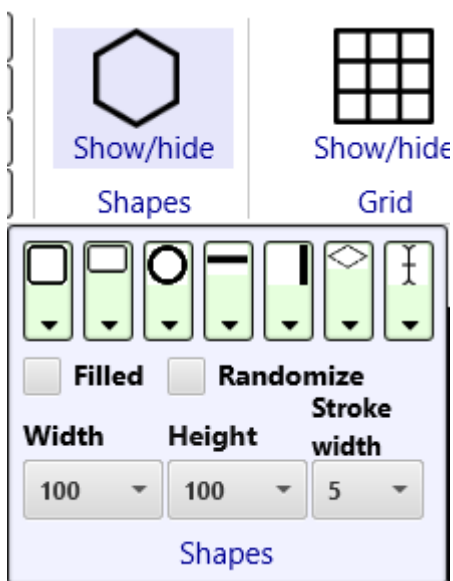 Show/hide Show/hide
Shapes Grid
Filled Randomize
Width Height Stroke width
100 100 5
Shapes